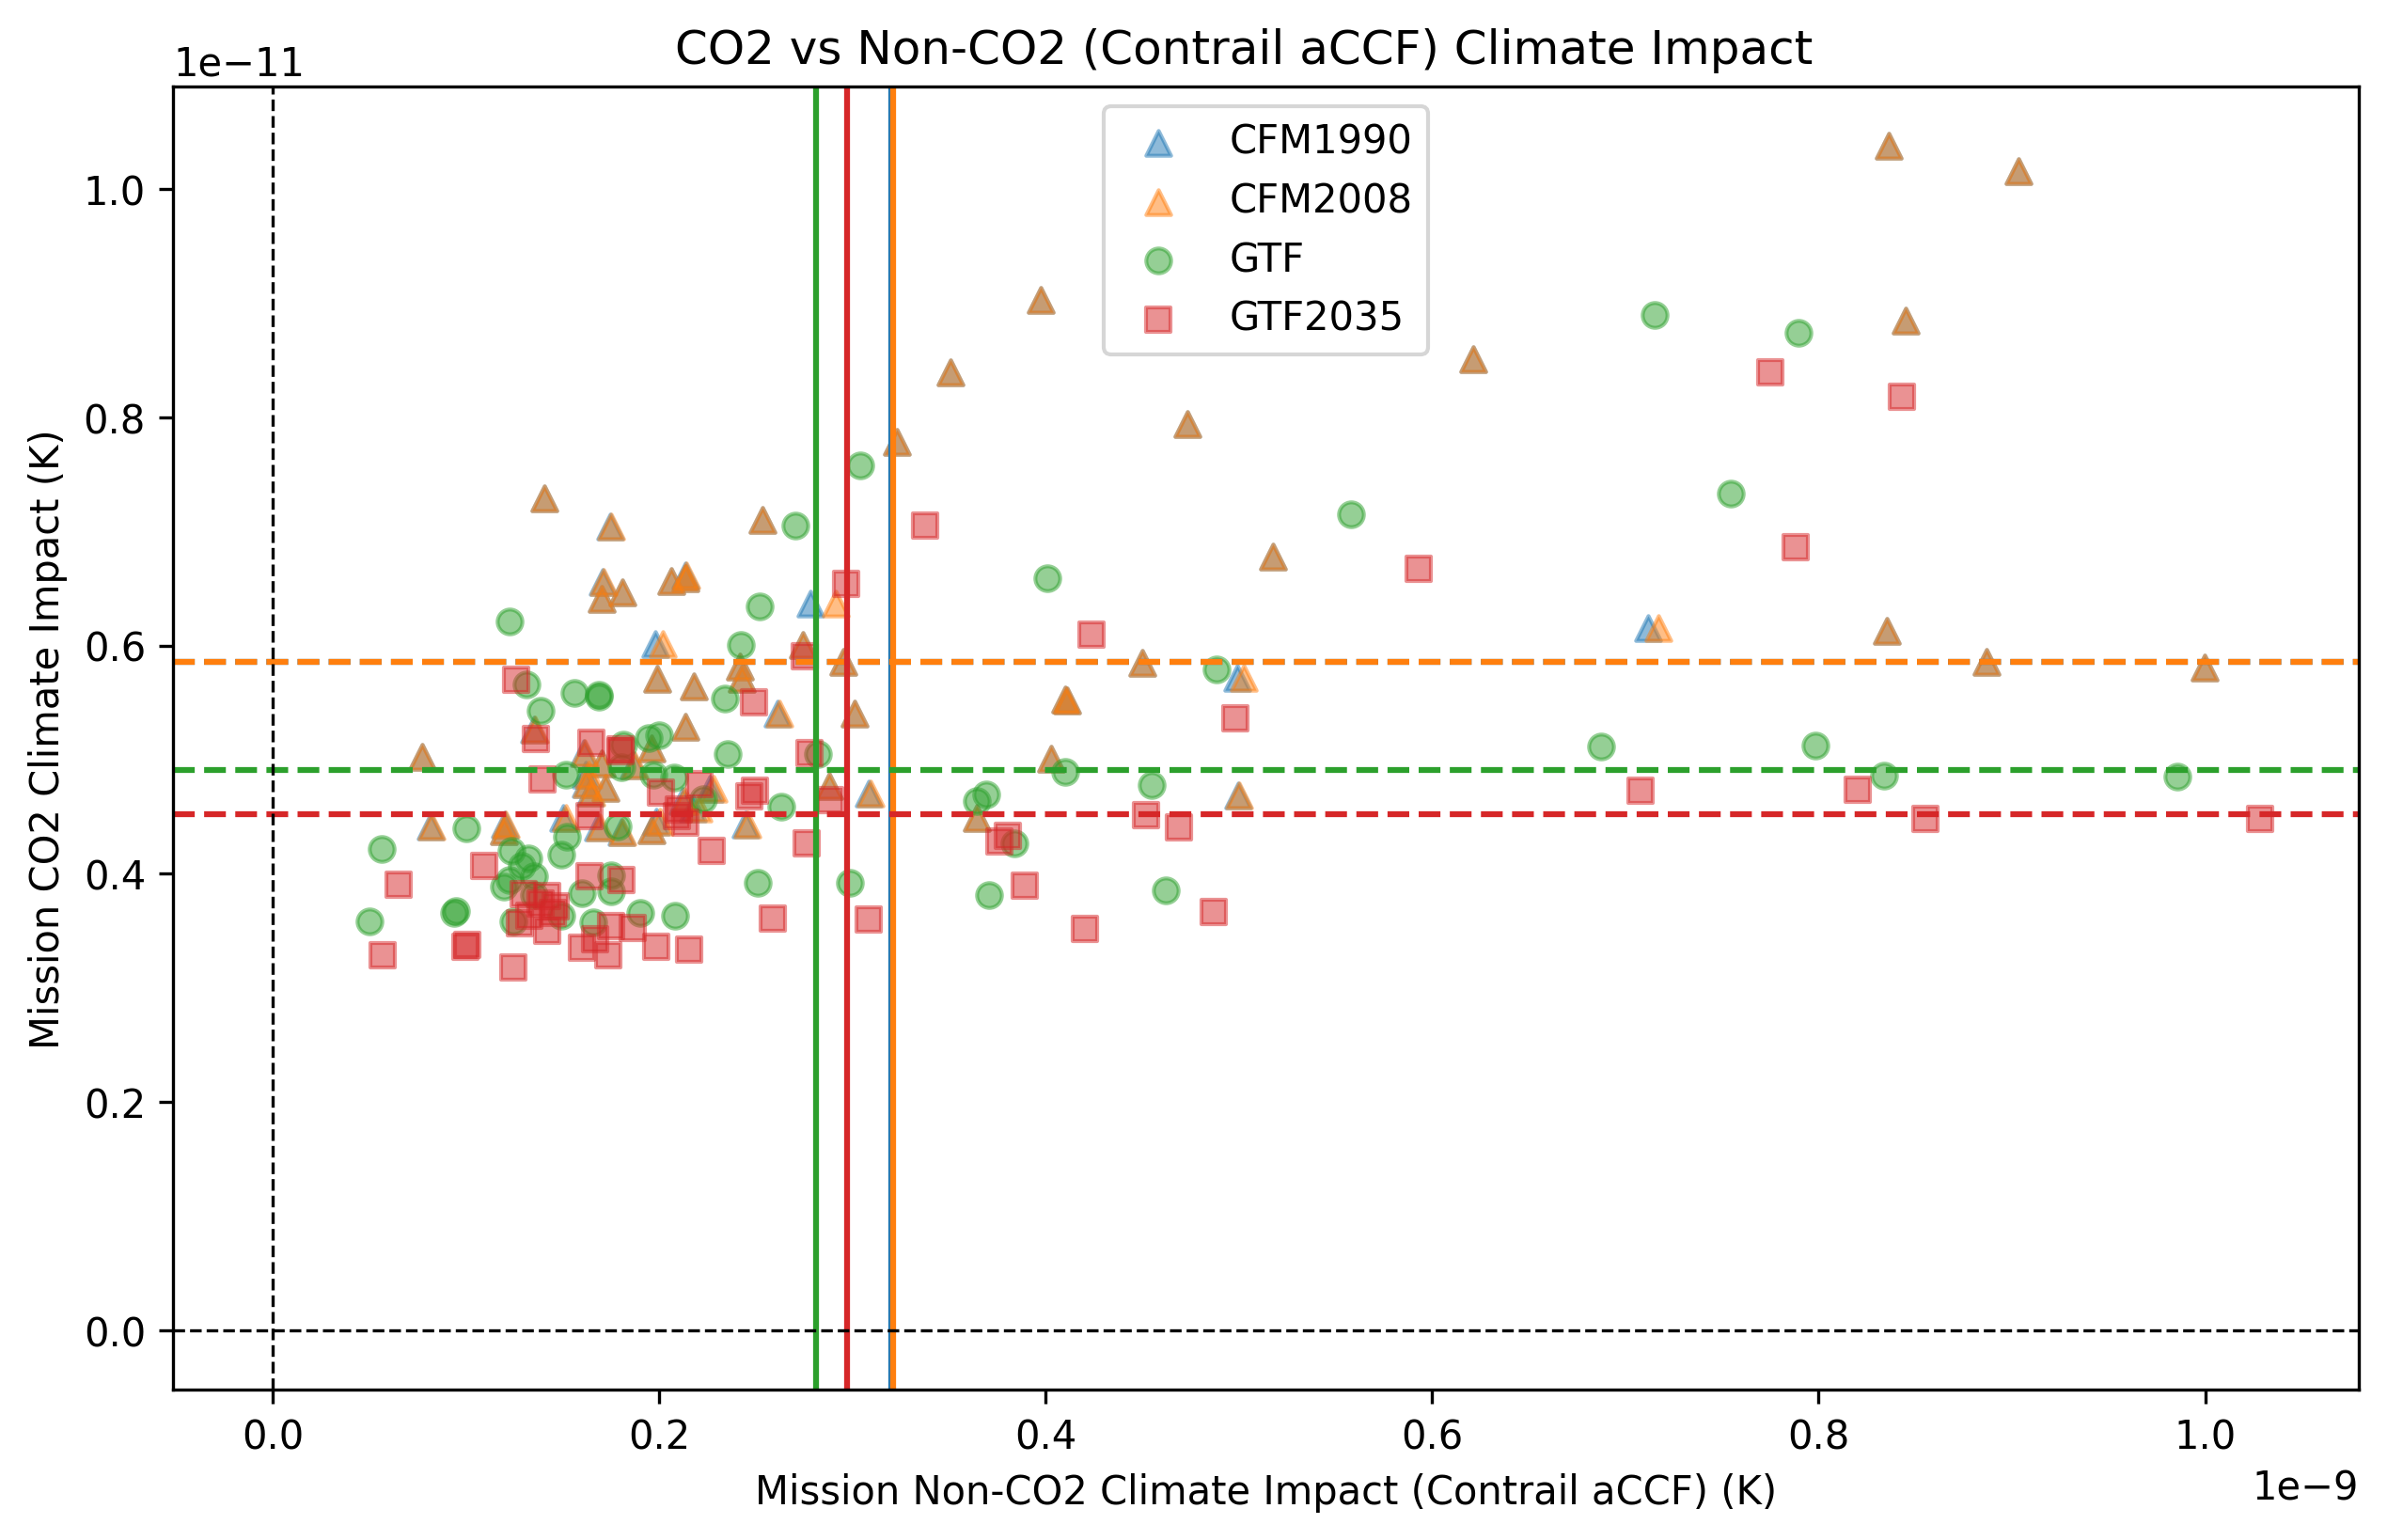 CO2 vs Non-CO2 (Contrail aCCF) Climate Impact
1e−11
CFM1990
CFM2008
GTF
GTF2035
1.0
0.8
0.6
0.4
0.2
0.0
Mission CO2 Climate Impact (K)
0.0 0.2 0.4 0.6 0.8 1.0
1e−9
Mission Non-CO2 Climate Impact (Contrail aCCF) (K)